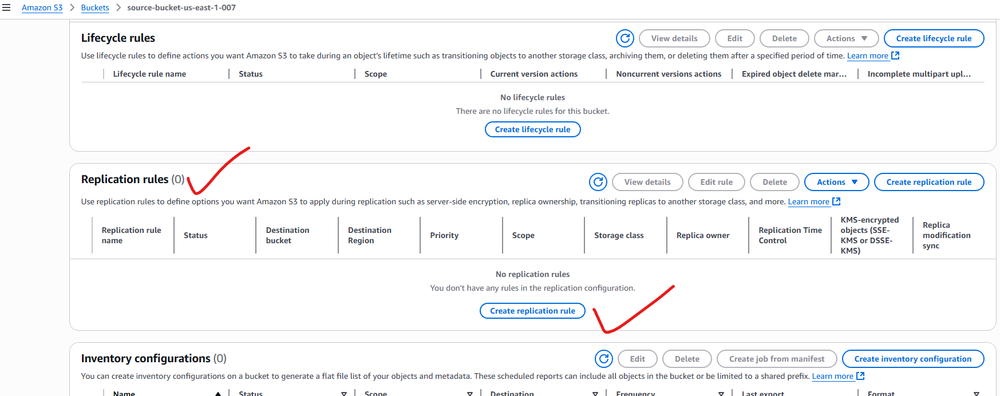 Amazon S3 > Buckets > source-bucket-us-east-1-007
Lifecycle rules View details Edit Delete Actions Create lifecycle rule
Use lifecycle rules to define actions you want Amazon S3 to take during an object's lifetime such as transitioning objects to another storage class, archiving them, or deleting them after a specified period of time. Learn more
Lifecycle rule name Status Scope Current version actions Noncurrent versions actions Expired object delete mar... Incomplete multipart upl...
No lifecycle rules
There are no lifecycle rules for this bucket.
Create lifecycle rule
Replication rules (0) View details Edit rule Delete Actions Create replication rule
Use replication rules to define options you want Amazon S3 to apply during replication such as server-side encryption, replica ownership, transitioning replicas to another storage class, and more. Learn more
Replication rule name Status Destination bucket Destination Region Priority Scope Storage class Replica owner Replication Time Control KMS-encrypted objects (SSE-KMS or DSSE-KMS) Replica modification sync
No replication rules
You don't have any rules in the replication configuration.
Create replication rule
Inventory configurations (0) Edit Delete Create job from manifest Create inventory configuration
You can create inventory configurations on a bucket to generate a flat file list of your objects and metadata. These scheduled reports can include all objects in the bucket or be limited to a shared prefix. Learn more
Name Status Scope Destination Frequency Last export Format